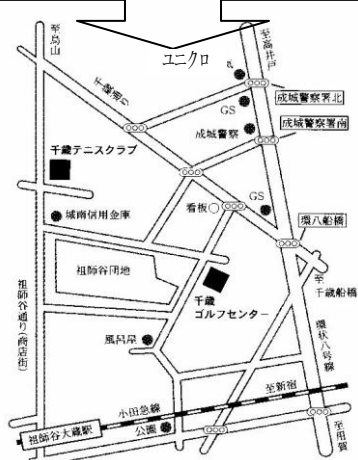 ユニクロ
至烏山
千歳通り
至高井戸
GS
成城警察
成城警察署北
成城警察署南
千歳テニスクラブ
城南信用金庫
看板
GS
環八船橋
祖師谷団地
千歳
ゴルフセンター
至千歳船橋
祖師谷通り(商店街)
風呂屋
環状八号線
小田急線
至新宿
祖師谷大蔵駅
公園
至用賀